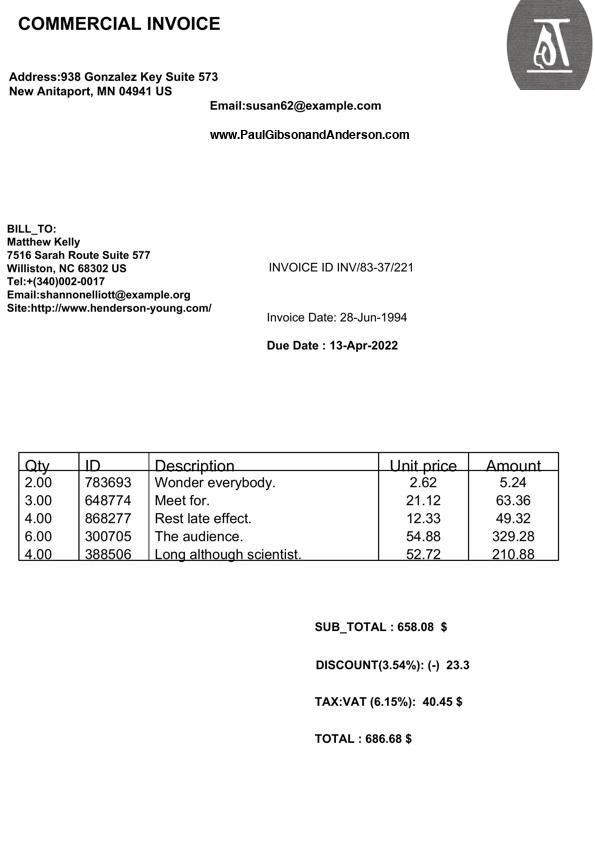 COMMERCIAL INVOICE
Address:938 Gonzalez Key Suite 573
New Anitaport, MN 04941 US
Email:susan62@example.com
www.PaulGibsonandAnderson.com
BILL_TO:
Matthew Kelly
7516 Sarah Route Suite 577
Williston, NC 68302 US
Tel:+(340)002-0017
Email:shannonelliott@example.org
Site:http://www.henderson-young.com/
INVOICE ID INV/83-37/221
Invoice Date: 28-Jun-1994
Due Date : 13-Apr-2022
Qty ID Description Unit price Amount
2.00 783693 Wonder everybody. 2.62 5.24
3.00 648774 Meet for. 21.12 63.36
4.00 868277 Rest late effect. 12.33 49.32
6.00 300705 The audience. 54.88 329.28
4.00 388506 Long although scientist. 52.72 210.88
SUB_TOTAL : 658.08 $
DISCOUNT(3.54%): (-) 23.3
TAX:VAT (6.15%): 40.45 $
TOTAL : 686.68 $